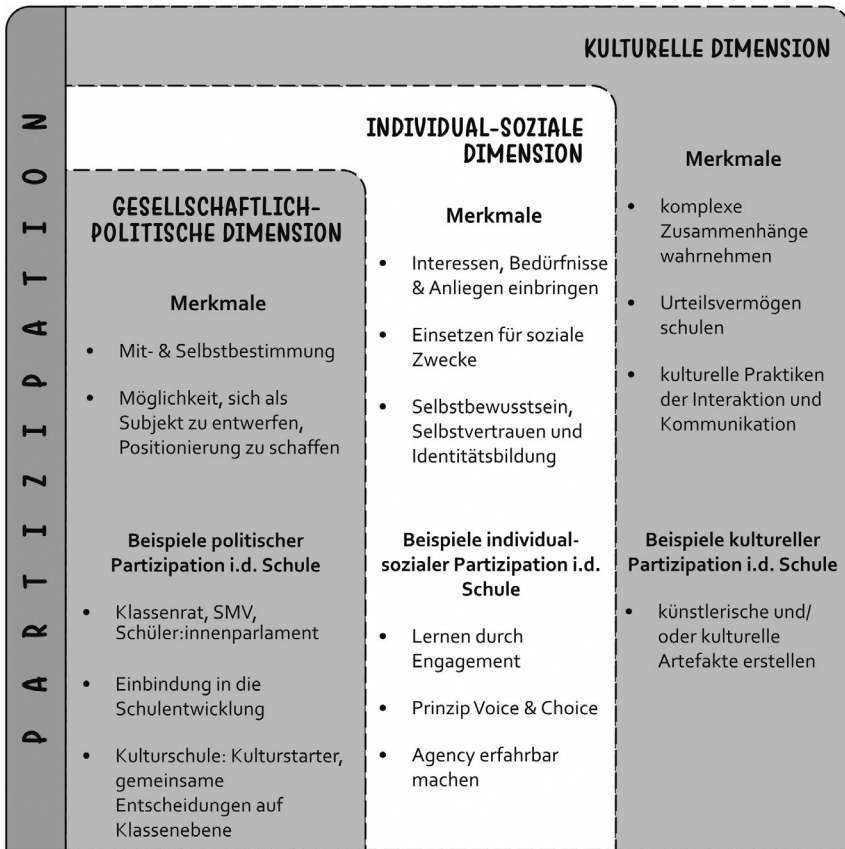 PARTIZIPATION
KULTURELLE DIMENSION
Merkmale
• komplexe
Zusammenhänge
wahrnehmen
• Urteilsvermögen
schulen
• kulturelle Praktiken
der Interaktion und
Kommunikation
Beispiele kultureller
Partizipation i.d. Schule
• künstlerische und/
oder kulturelle
Artefakte erstellen
INDIVIDUAL-SOZIALE
DIMENSION
Merkmale
• Interessen, Bedürfnisse
& Anliegen einbringen
• Einsetzen für soziale
Zwecke
• Selbstbewusstsein,
Selbstvertrauen und
Identitätsbildung
Beispiele individual-
sozialer Partizipation i.d.
Schule
• Lernen durch
Engagement
• Prinzip Voice & Choice
• Agency erfahrbar
machen
GESELLSCHAFTLICH-
POLITISCHE DIMENSION
Merkmale
• Mit- & Selbstbestimmung
• Möglichkeit, sich als
Subjekt zu entwerfen,
Positionierung zu schaffen
Beispiele politischer
Partizipation i.d. Schule
• Klassenrat, SMV,
Schüler:innenparlament
• Einbindung in die
Schulentwicklung
• Kulturschule: Kulturstarter,
gemeinsame
Entscheidungen auf
Klassenebene